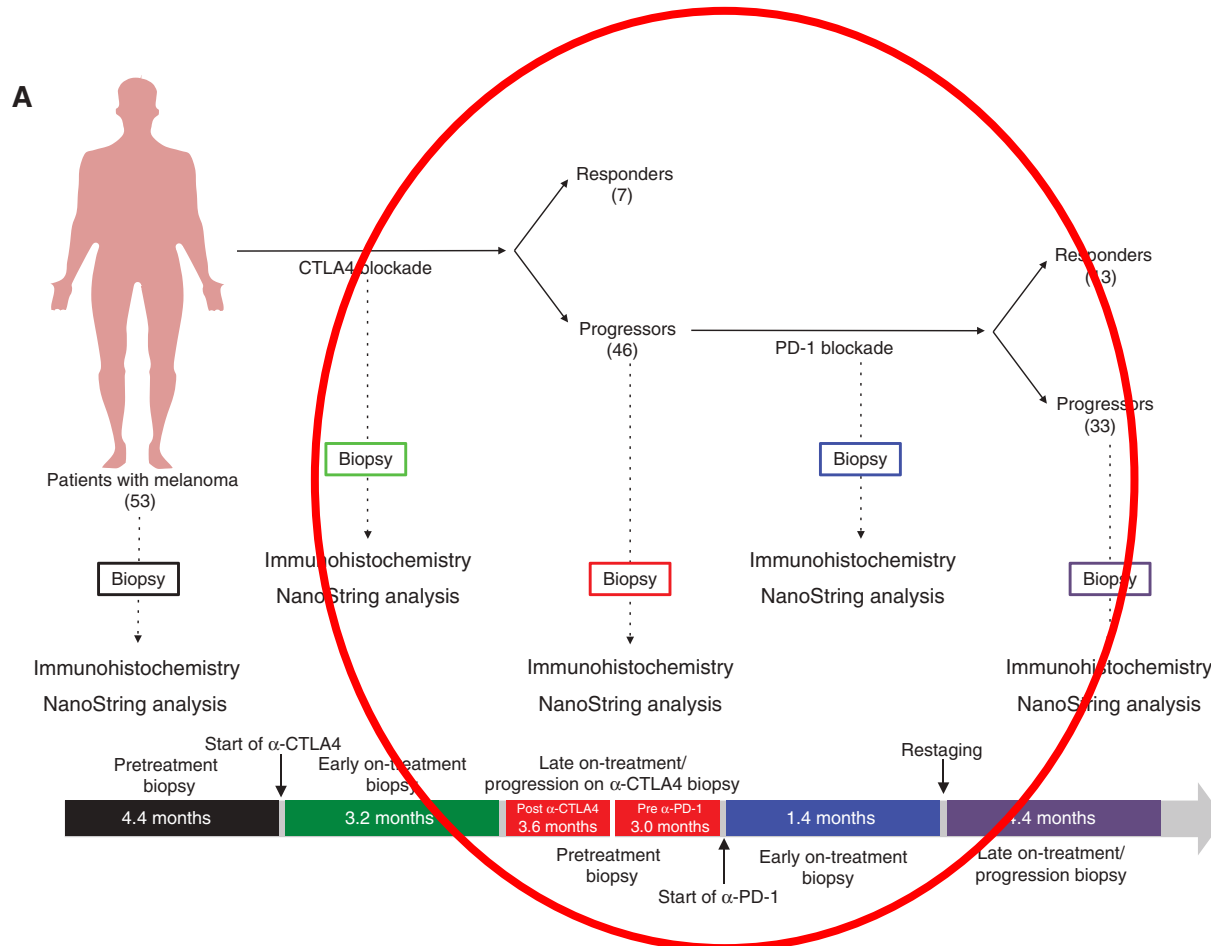 A
Responders
(7)
CTLA4 blockade
Responders
(13)
Progressors
(46)
PD-1 blockade
Progressors
(33)
Biopsy
Biopsy
Patients with melanoma
(53)
Immunohistochemistry
NanoString analysis
Immunohistochemistry
NanoString analysis
Biopsy
Biopsy
Biopsy
Immunohistochemistry
NanoString analysis
Immunohistochemistry
NanoString analysis
Immunohistochemistry
NanoString analysis
Start of α-CTLA4
Restaging
Pretreatment
biopsy
Early on-treatment
biopsy
Late on-treatment/
progression on α-CTLA4 biopsy
4.4 months
3.2 months
Post α-CTLA4
3.6 months
Pre α-PD-1
3.0 months
1.4 months
4.4 months
Pretreatment
biopsy
Start of α-PD-1
Early on-treatment
biopsy
Late on-treatment/
progression biopsy